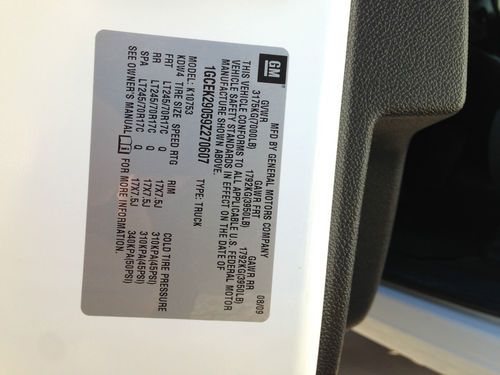 GM
MFD BY GENERAL MOTORS COMPANY 08/09
GVWR GAWR FRT GAWR RR
3175KG(7000LB) 1792KG(3950LB) 1792KG(3950LB)
THIS VEHICLE CONFORMS TO ALL APPLICABLE U.S. FEDERAL MOTOR
VEHICLE SAFETY STANDARDS IN EFFECT ON THE DATE OF
MANUFACTURE SHOWN ABOVE.
1GCEK29059Z270607 TYPE: TRUCK
MODEL: K10753
KDW4 TIRE SIZE SPEED RTG RIM COLD TIRE PRESSURE
FRT LT245/70R17C Q 17X7.5J 310KPA(45PSI)
RR LT245/70R17C Q 17X7.5J 310KPA(45PSI)
SPA LT245/70R17C Q 17X7.5J 340KPA(50PSI)
SEE OWNER'S MANUAL FOR MORE INFORMATION.